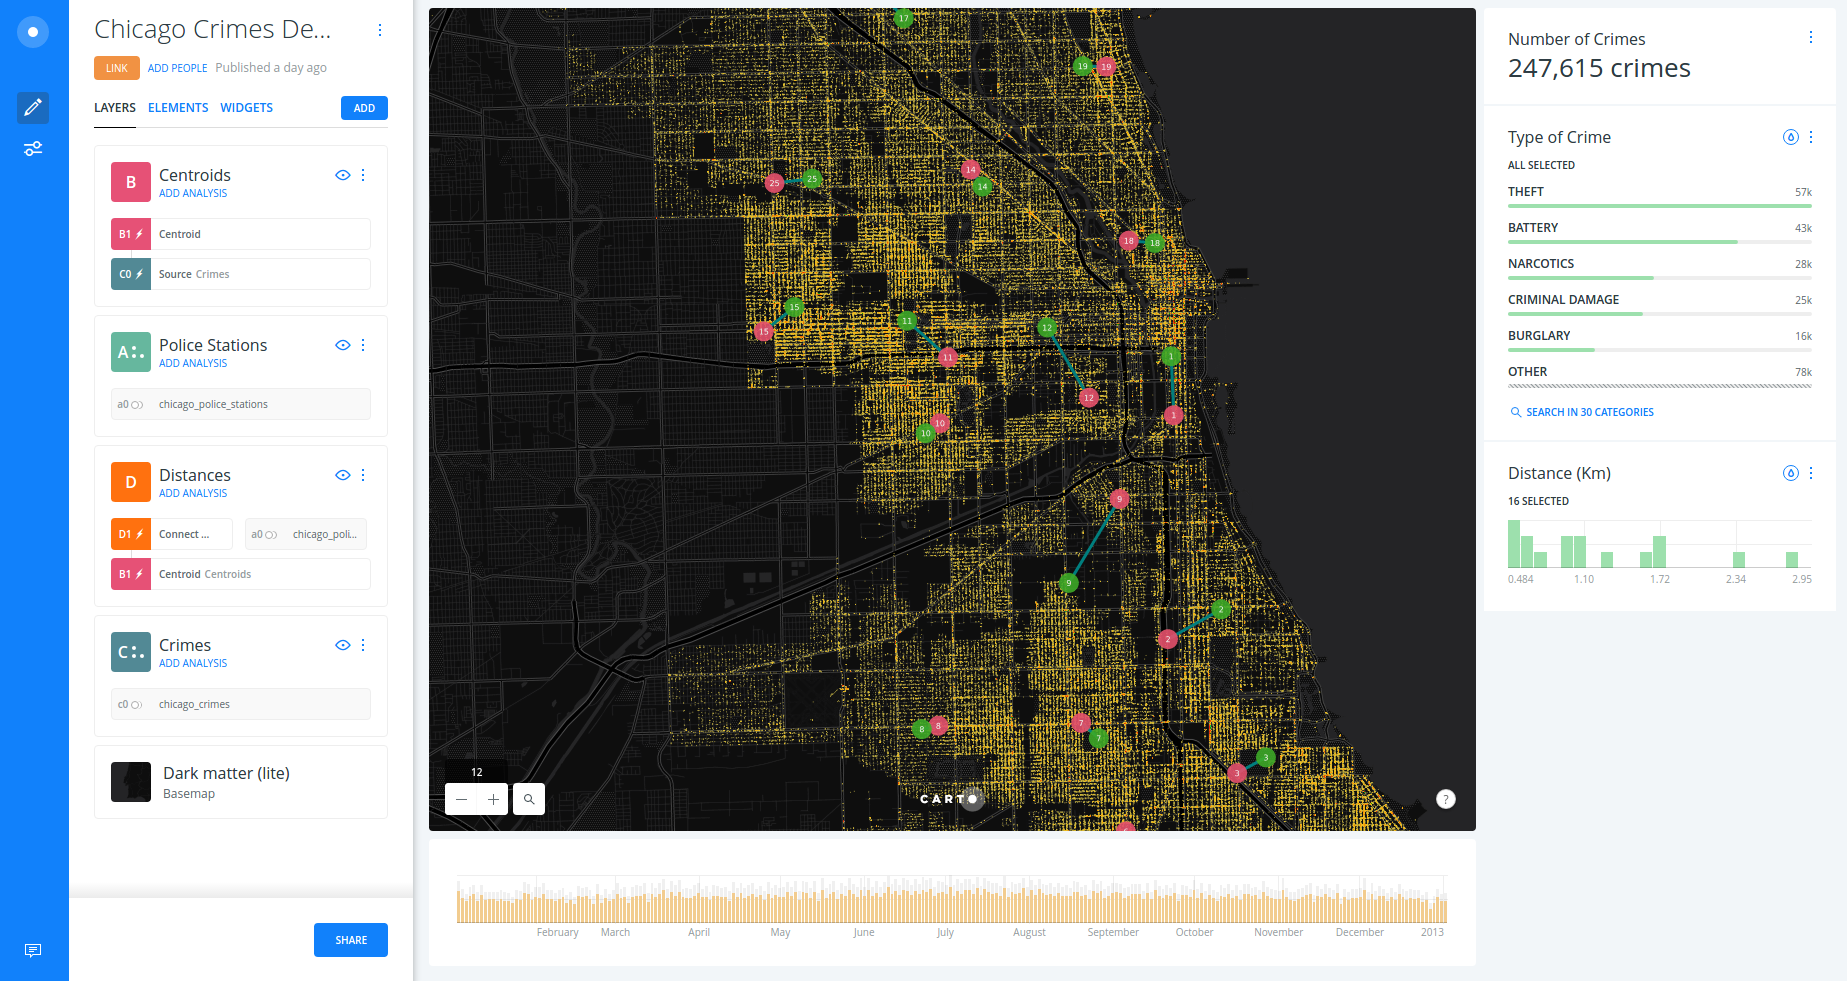 Chicago Crimes De...
LINK ADD PEOPLE Published a day ago
LAYERS ELEMENTS WIDGETS ADD
B Centroids
ADD ANALYSIS
B1 Centroid
C0 Source Crimes
A Police Stations
ADD ANALYSIS
a0 chicago_police_stations
D Distances
ADD ANALYSIS
D1 Connect ... a0 chicago_poli...
B1 Centroid Centroids
C Crimes
ADD ANALYSIS
c0 chicago_crimes
Dark matter (lite)
Basemap
SHARE
17
19 19
14
25 25
14
18 18
15
11
12
15
11
1
12
1
10
10
9
9
2
2
7
8 8
7
3
3
12
CARTO
?
February March April May June July August September October November December 2013
Number of Crimes
247,615 crimes
Type of Crime
ALL SELECTED
THEFT 57k
BATTERY 43k
NARCOTICS 28k
CRIMINAL DAMAGE 25k
BURGLARY 16k
OTHER 78k
SEARCH IN 30 CATEGORIES
Distance (Km)
16 SELECTED
0.484 1.10 1.72 2.34 2.95